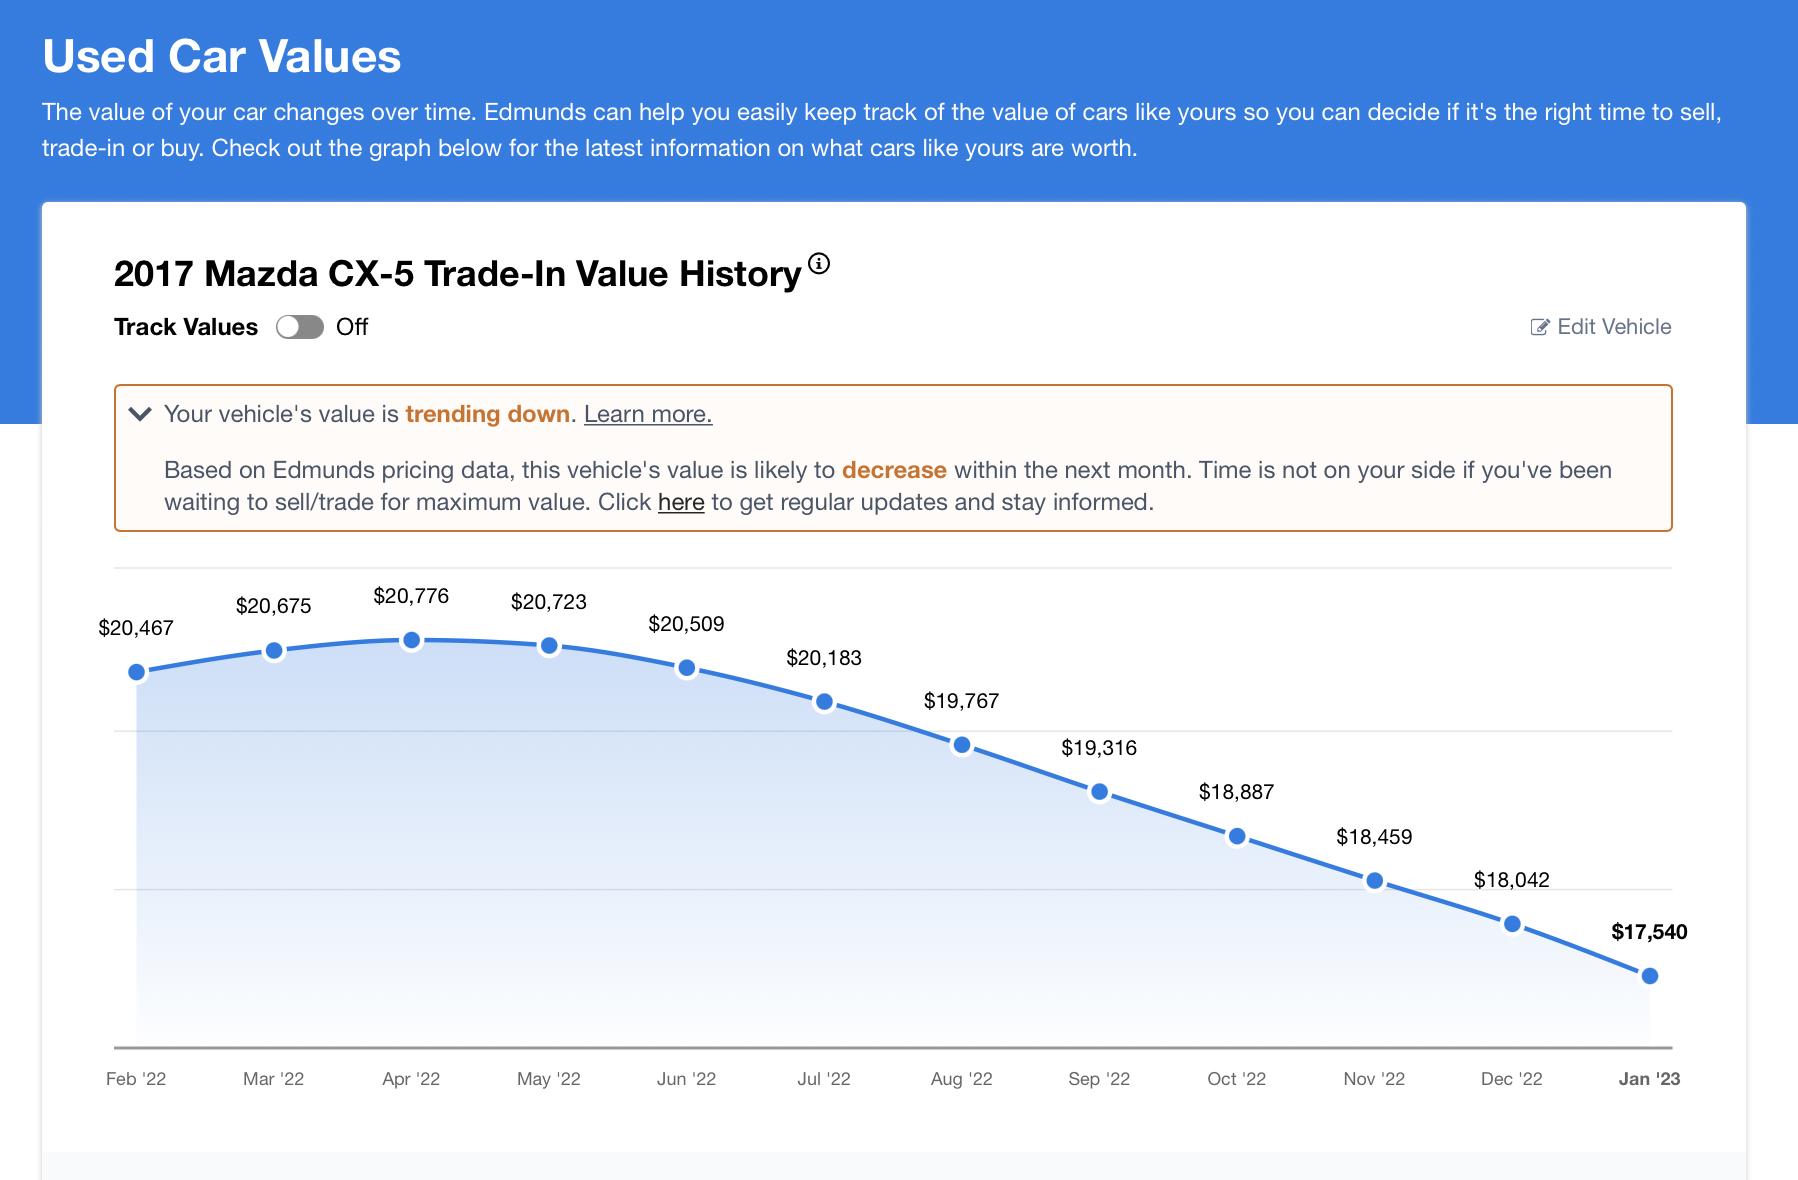 Used Car Values
The value of your car changes over time. Edmunds can help you easily keep track of the value of cars like yours so you can decide if it's the right time to sell,
trade-in or buy. Check out the graph below for the latest information on what cars like yours are worth.
2017 Mazda CX-5 Trade-In Value History
Track Values Off
Edit Vehicle
Your vehicle's value is trending down. Learn more.
Based on Edmunds pricing data, this vehicle's value is likely to decrease within the next month. Time is not on your side if you've been
waiting to sell/trade for maximum value. Click here to get regular updates and stay informed.
$20,467
$20,675
$20,776
$20,723
$20,509
$20,183
$19,767
$19,316
$18,887
$18,459
$18,042
$17,540
Feb '22
Mar '22
Apr '22
May '22
Jun '22
Jul '22
Aug '22
Sep '22
Oct '22
Nov '22
Dec '22
Jan '23